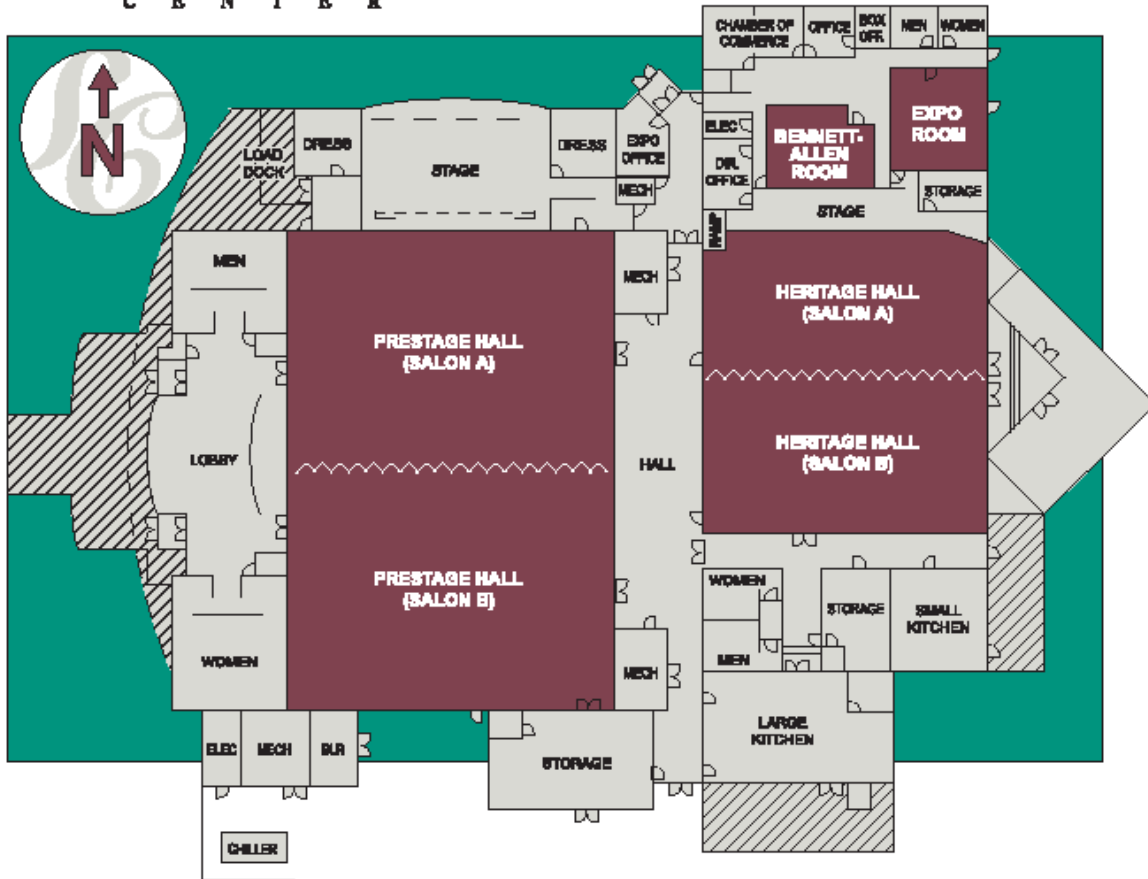 C E N T E R
CHAMBER OF
COMMERCE
OFFICE
BOX
OFF.
MEN
WOMEN
N
LOAD
DOCK
DRESS
STAGE
DRESS
EXPO
OFFICE
MECH
ELEC
DIR.
OFFICE
RAMP
BENNETT-
ALLEN
ROOM
EXPO
ROOM
STORAGE
STAGE
MEN
MECH
PRESTAGE HALL
(SALON A)
HERITAGE HALL
(SALON A)
LOBBY
HALL
HERITAGE HALL
(SALON B)
PRESTAGE HALL
(SALON B)
WOMEN
MECH
WOMEN
MEN
STORAGE
SMALL
KITCHEN
LARGE
KITCHEN
ELEC
MECH
BLR
STORAGE
CHILLER